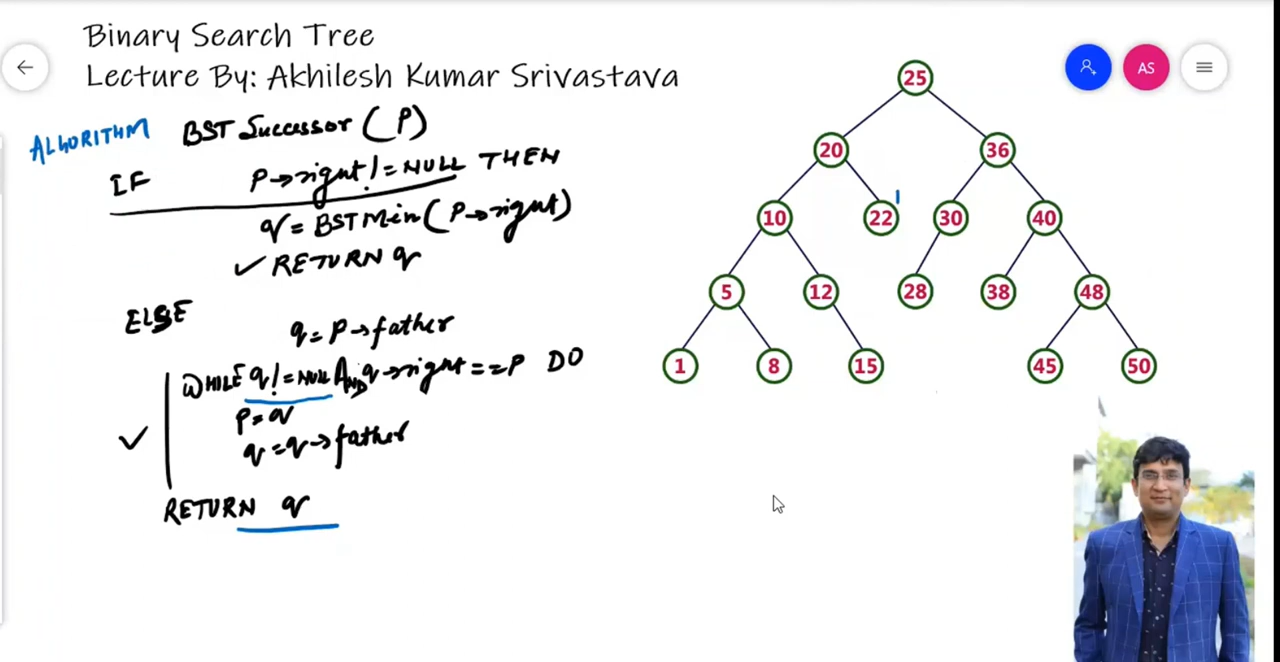 Binary Search Tree
Lecture By: Akhilesh Kumar Srivastava
AS
ALGORITHM BST Successor (P)
IF P→right != NULL THEN
q = BSTMin (P→right)
✓ RETURN q
ELSE
q = P→father
WHILE q != NULL AND q→right == P DO
P = q
q = q→father
RETURN q
25
20 36
10 22 30 40
5 12 28 38 48
1 8 15 45 50